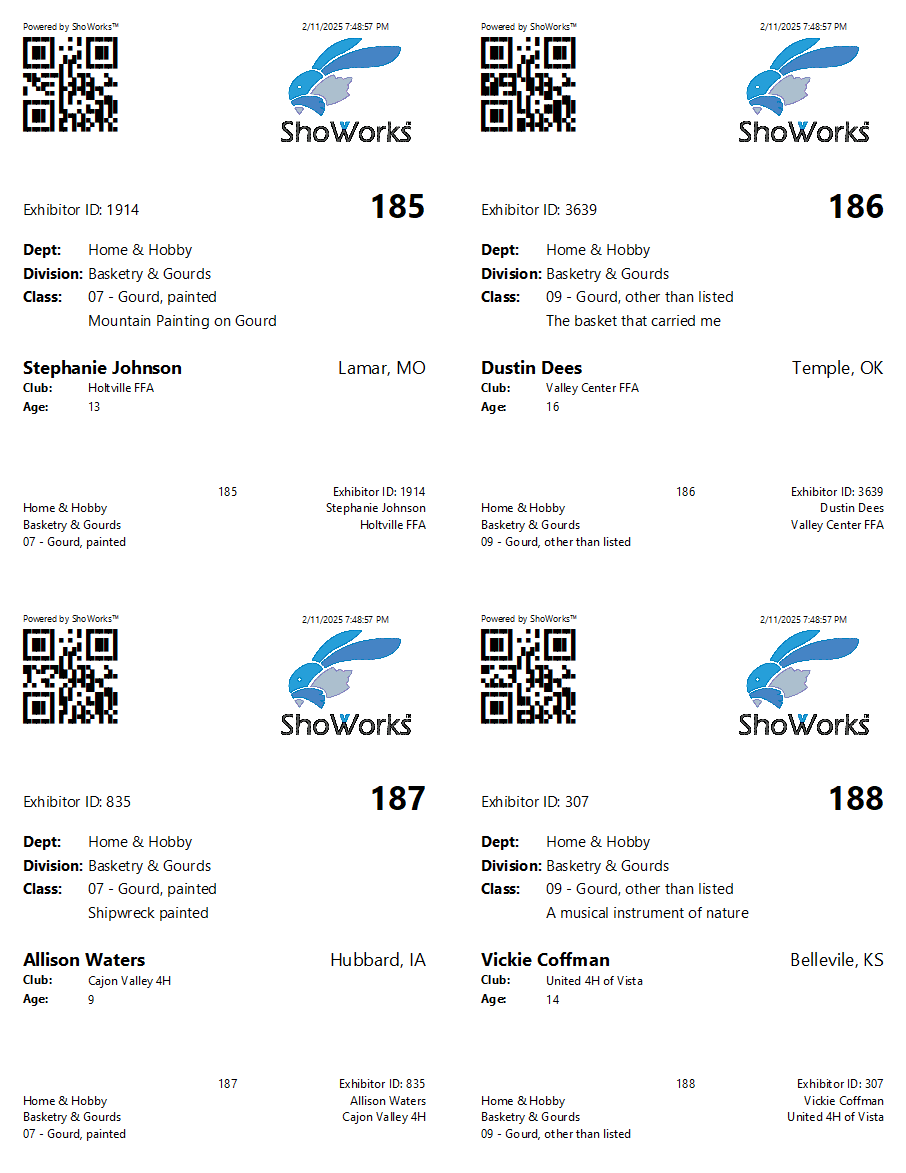 Powered by ShoWorks™ 2/11/2025 7:48:57 PM
ShoWorks™
Exhibitor ID: 1914 185
Dept: Home & Hobby
Division: Basketry & Gourds
Class: 07 - Gourd, painted
Mountain Painting on Gourd
Stephanie Johnson Lamar, MO
Club: Holtville FFA
Age: 13
185 Exhibitor ID: 1914
Home & Hobby Stephanie Johnson
Basketry & Gourds Holtville FFA
07 - Gourd, painted
Powered by ShoWorks™ 2/11/2025 7:48:57 PM
ShoWorks™
Exhibitor ID: 3639 186
Dept: Home & Hobby
Division: Basketry & Gourds
Class: 09 - Gourd, other than listed
The basket that carried me
Dustin Dees Temple, OK
Club: Valley Center FFA
Age: 16
186 Exhibitor ID: 3639
Home & Hobby Dustin Dees
Basketry & Gourds Valley Center FFA
09 - Gourd, other than listed
Powered by ShoWorks™ 2/11/2025 7:48:57 PM
ShoWorks™
Exhibitor ID: 835 187
Dept: Home & Hobby
Division: Basketry & Gourds
Class: 07 - Gourd, painted
Shipwreck painted
Allison Waters Hubbard, IA
Club: Cajon Valley 4H
Age: 9
187 Exhibitor ID: 835
Home & Hobby Allison Waters
Basketry & Gourds Cajon Valley 4H
07 - Gourd, painted
Powered by ShoWorks™ 2/11/2025 7:48:57 PM
ShoWorks™
Exhibitor ID: 307 188
Dept: Home & Hobby
Division: Basketry & Gourds
Class: 09 - Gourd, other than listed
A musical instrument of nature
Vickie Coffman Bellevile, KS
Club: United 4H of Vista
Age: 14
188 Exhibitor ID: 307
Home & Hobby Vickie Coffman
Basketry & Gourds United 4H of Vista
09 - Gourd, other than listed